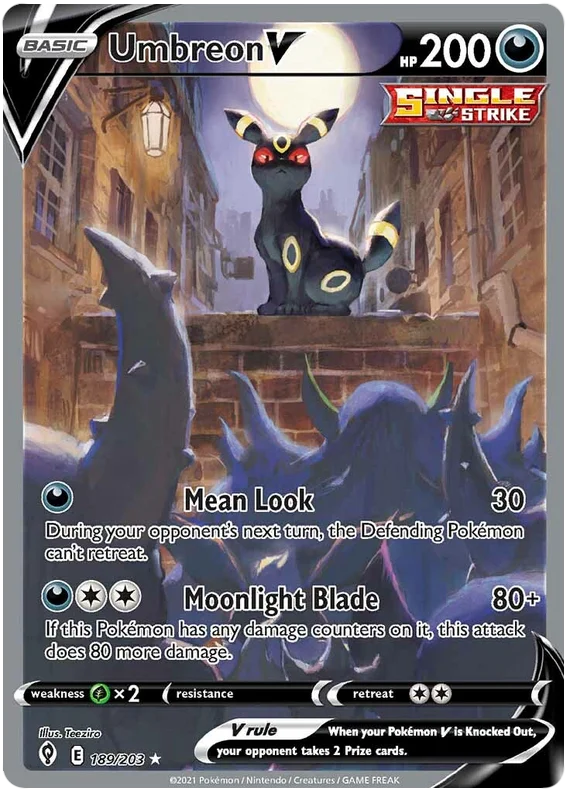 BASIC Umbreon V HP 200
SINGLE
STRIKE
Mean Look 30
During your opponent's next turn, the Defending Pokémon
can't retreat.
Moonlight Blade 80+
If this Pokémon has any damage counters on it, this attack
does 80 more damage.
weakness ×2 resistance retreat
Illus. Teeziro
V rule When your Pokémon V is Knocked Out,
your opponent takes 2 Prize cards.
E 189/203 ★
©2021 Pokémon / Nintendo / Creatures / GAME FREAK